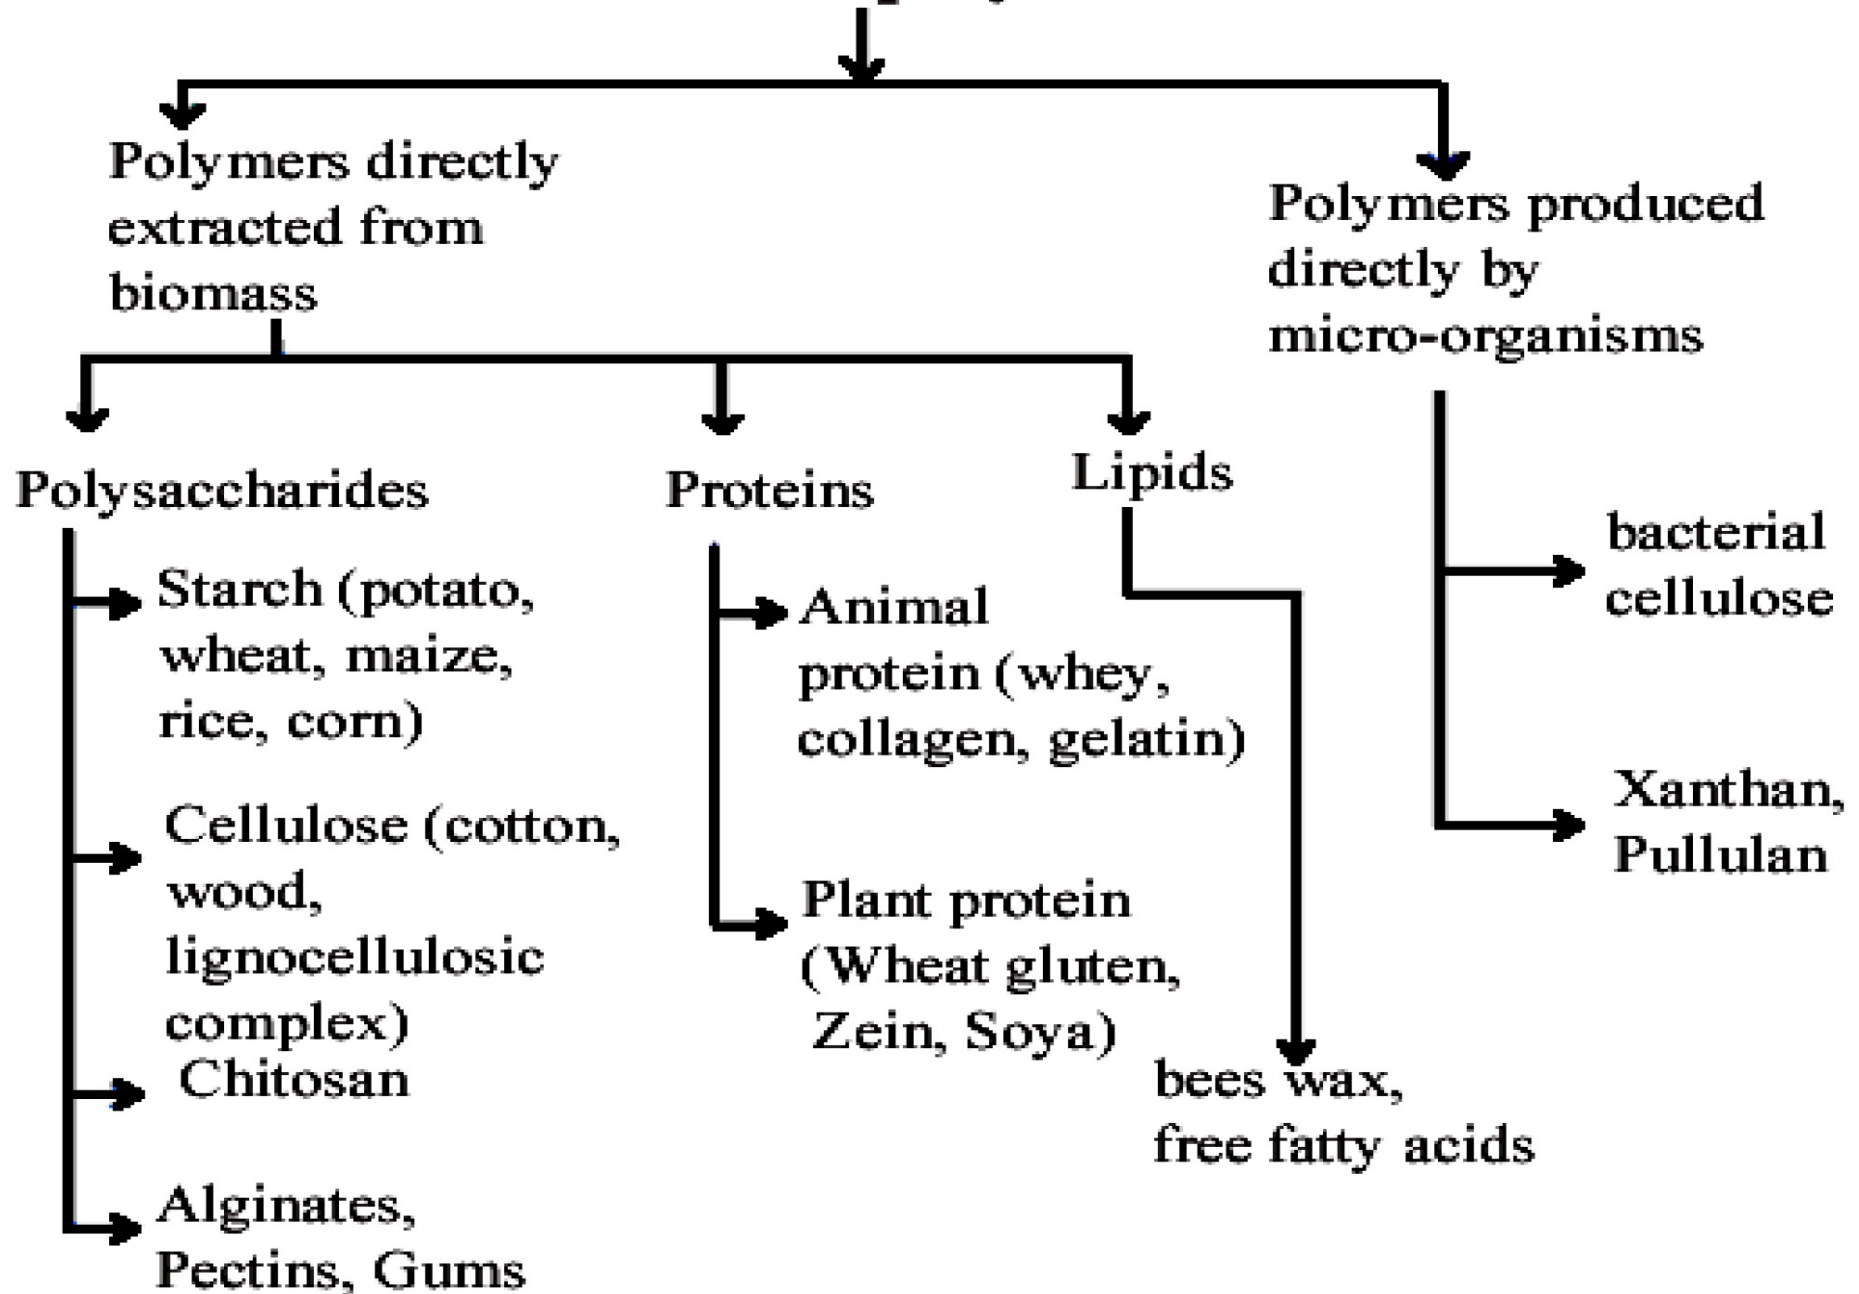 Polymers directly
extracted from
biomass
Polymers produced
directly by
micro-organisms
Polysaccharides
Proteins
Lipids
Starch (potato,
wheat, maize,
rice, corn)
Cellulose (cotton,
wood,
lignocellulosic
complex)
Chitosan
Alginates,
Pectins, Gums
Animal
protein (whey,
collagen, gelatin)
Plant protein
(Wheat gluten,
Zein, Soya)
bees wax,
free fatty acids
bacterial
cellulose
Xanthan,
Pullulan